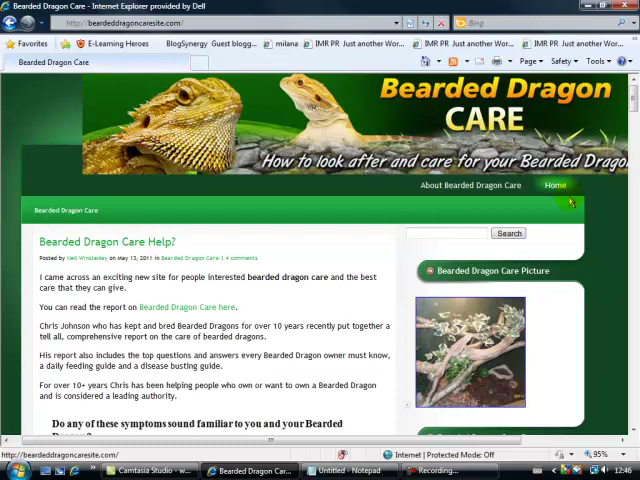 Bearded Dragon Care - Internet Explorer provided by Dell
http://beardeddragoncaresite.com/
Bing
Favorites
E-Learning Heroes
BlogSynergy
Guest blogg...
milana
IMR PR
Just another Wor...
IMR PR
Just another Wor...
IMR PR
Just another Wor...
Bearded Dragon Care
Page
Safety
Tools
Bearded Dragon
CARE
How to look after and care for your Bearded Drago
About Bearded Dragon Care
Home
Bearded Dragon Care
Search
Bearded Dragon Care Help?
Posted by Neil Winstanley on May 13, 2011 in Bearded Dragon Care | 4 comments
I came across an exciting new site for people interested bearded dragon care and the best
care that they can give.
You can read the report on Bearded Dragon Care here.
Chris Johnson who has kept and bred Bearded Dragons for over 10 years recently put together a
tell all, comprehensive report on the care of bearded dragons.
His report also includes the top questions and answers every Bearded Dragon owner must know,
a daily feeding guide and a disease busting guide.
For over 10+ years Chris has been helping people who own or want to own a Bearded Dragon
and is considered a leading authority.
Do any of these symptoms sound familiar to you and your Bearded
Bearded Dragon Care Picture
http://beardeddragoncaresite.com/
Internet | Protected Mode: Off
95%
Camtasia Studio - w...
Bearded Dragon Car...
Untitled - Notepad
Recording...
12:46